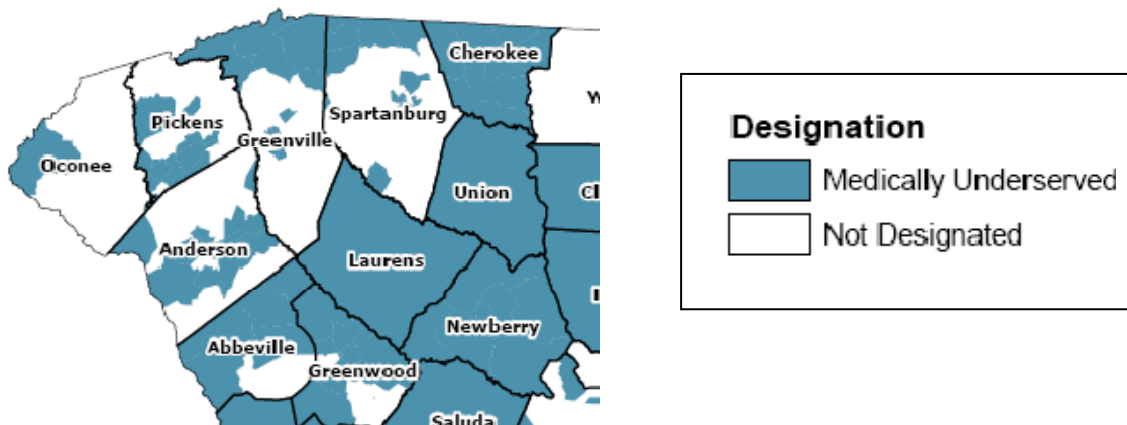 Cherokee
Pickens
Spartanburg
Greenville
Oconee
Union
Anderson
Laurens
Newberry
Abbeville
Greenwood
Saluda
Designation
Medically Underserved
Not Designated